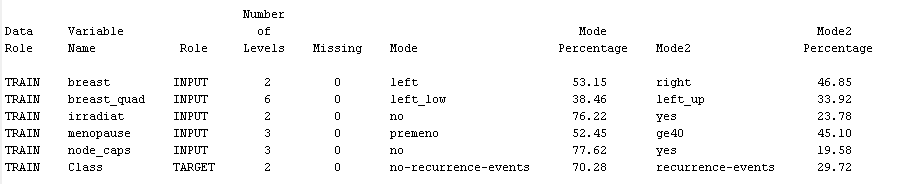 Number
Data Variable of Mode Mode2
Role Name Role Levels Missing Mode Percentage Mode2 Percentage
TRAIN breast INPUT 2 0 left 53.15 right 46.85
TRAIN breast_quad INPUT 6 0 left_low 38.46 left_up 33.92
TRAIN irradiat INPUT 2 0 no 76.22 yes 23.78
TRAIN menopause INPUT 3 0 premeno 52.45 ge40 45.10
TRAIN node_caps INPUT 3 0 no 77.62 yes 19.58
TRAIN Class TARGET 2 0 no-recurrence-events 70.28 recurrence-events 29.72